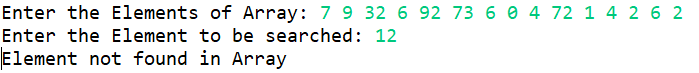 Enter the Elements of Array: 7 9 32 6 92 73 6 0 4 72 1 4 2 6 2
Enter the Element to be searched: 12
Element not found in Array